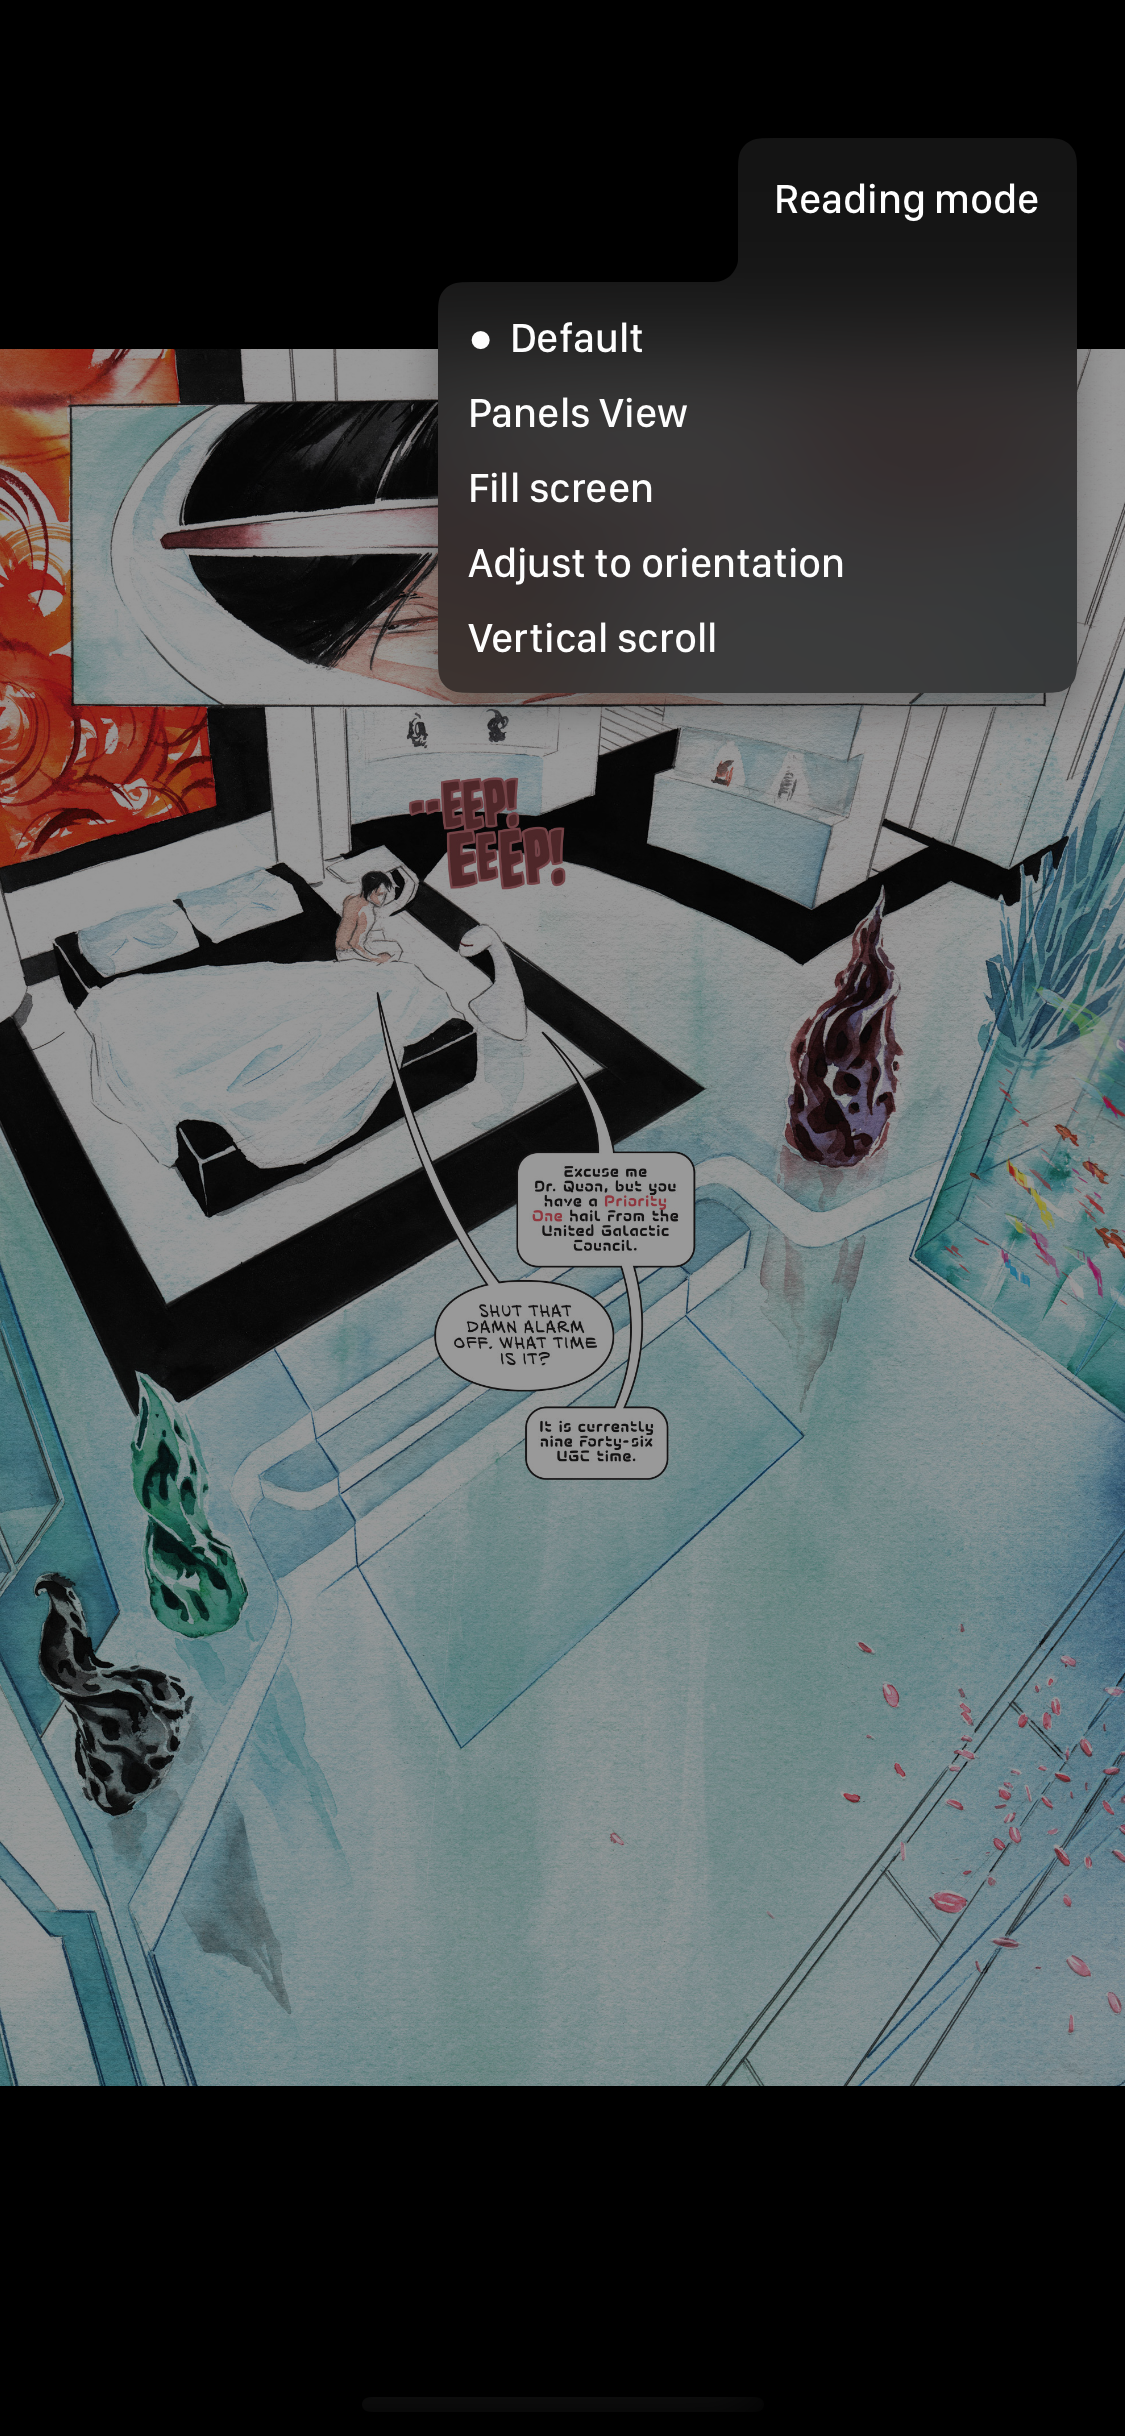 Reading mode
Default
Panels View
Fill screen
Adjust to orientation
Vertical scroll
--EEP!
EEEP!
Excuse me
Dr. Quon, but you
have a Priority
One hail from the
United Galactic
Council.
SHUT THAT
DAMN ALARM
OFF. WHAT TIME
IS IT?
It is currently
nine forty-six
UGC time.